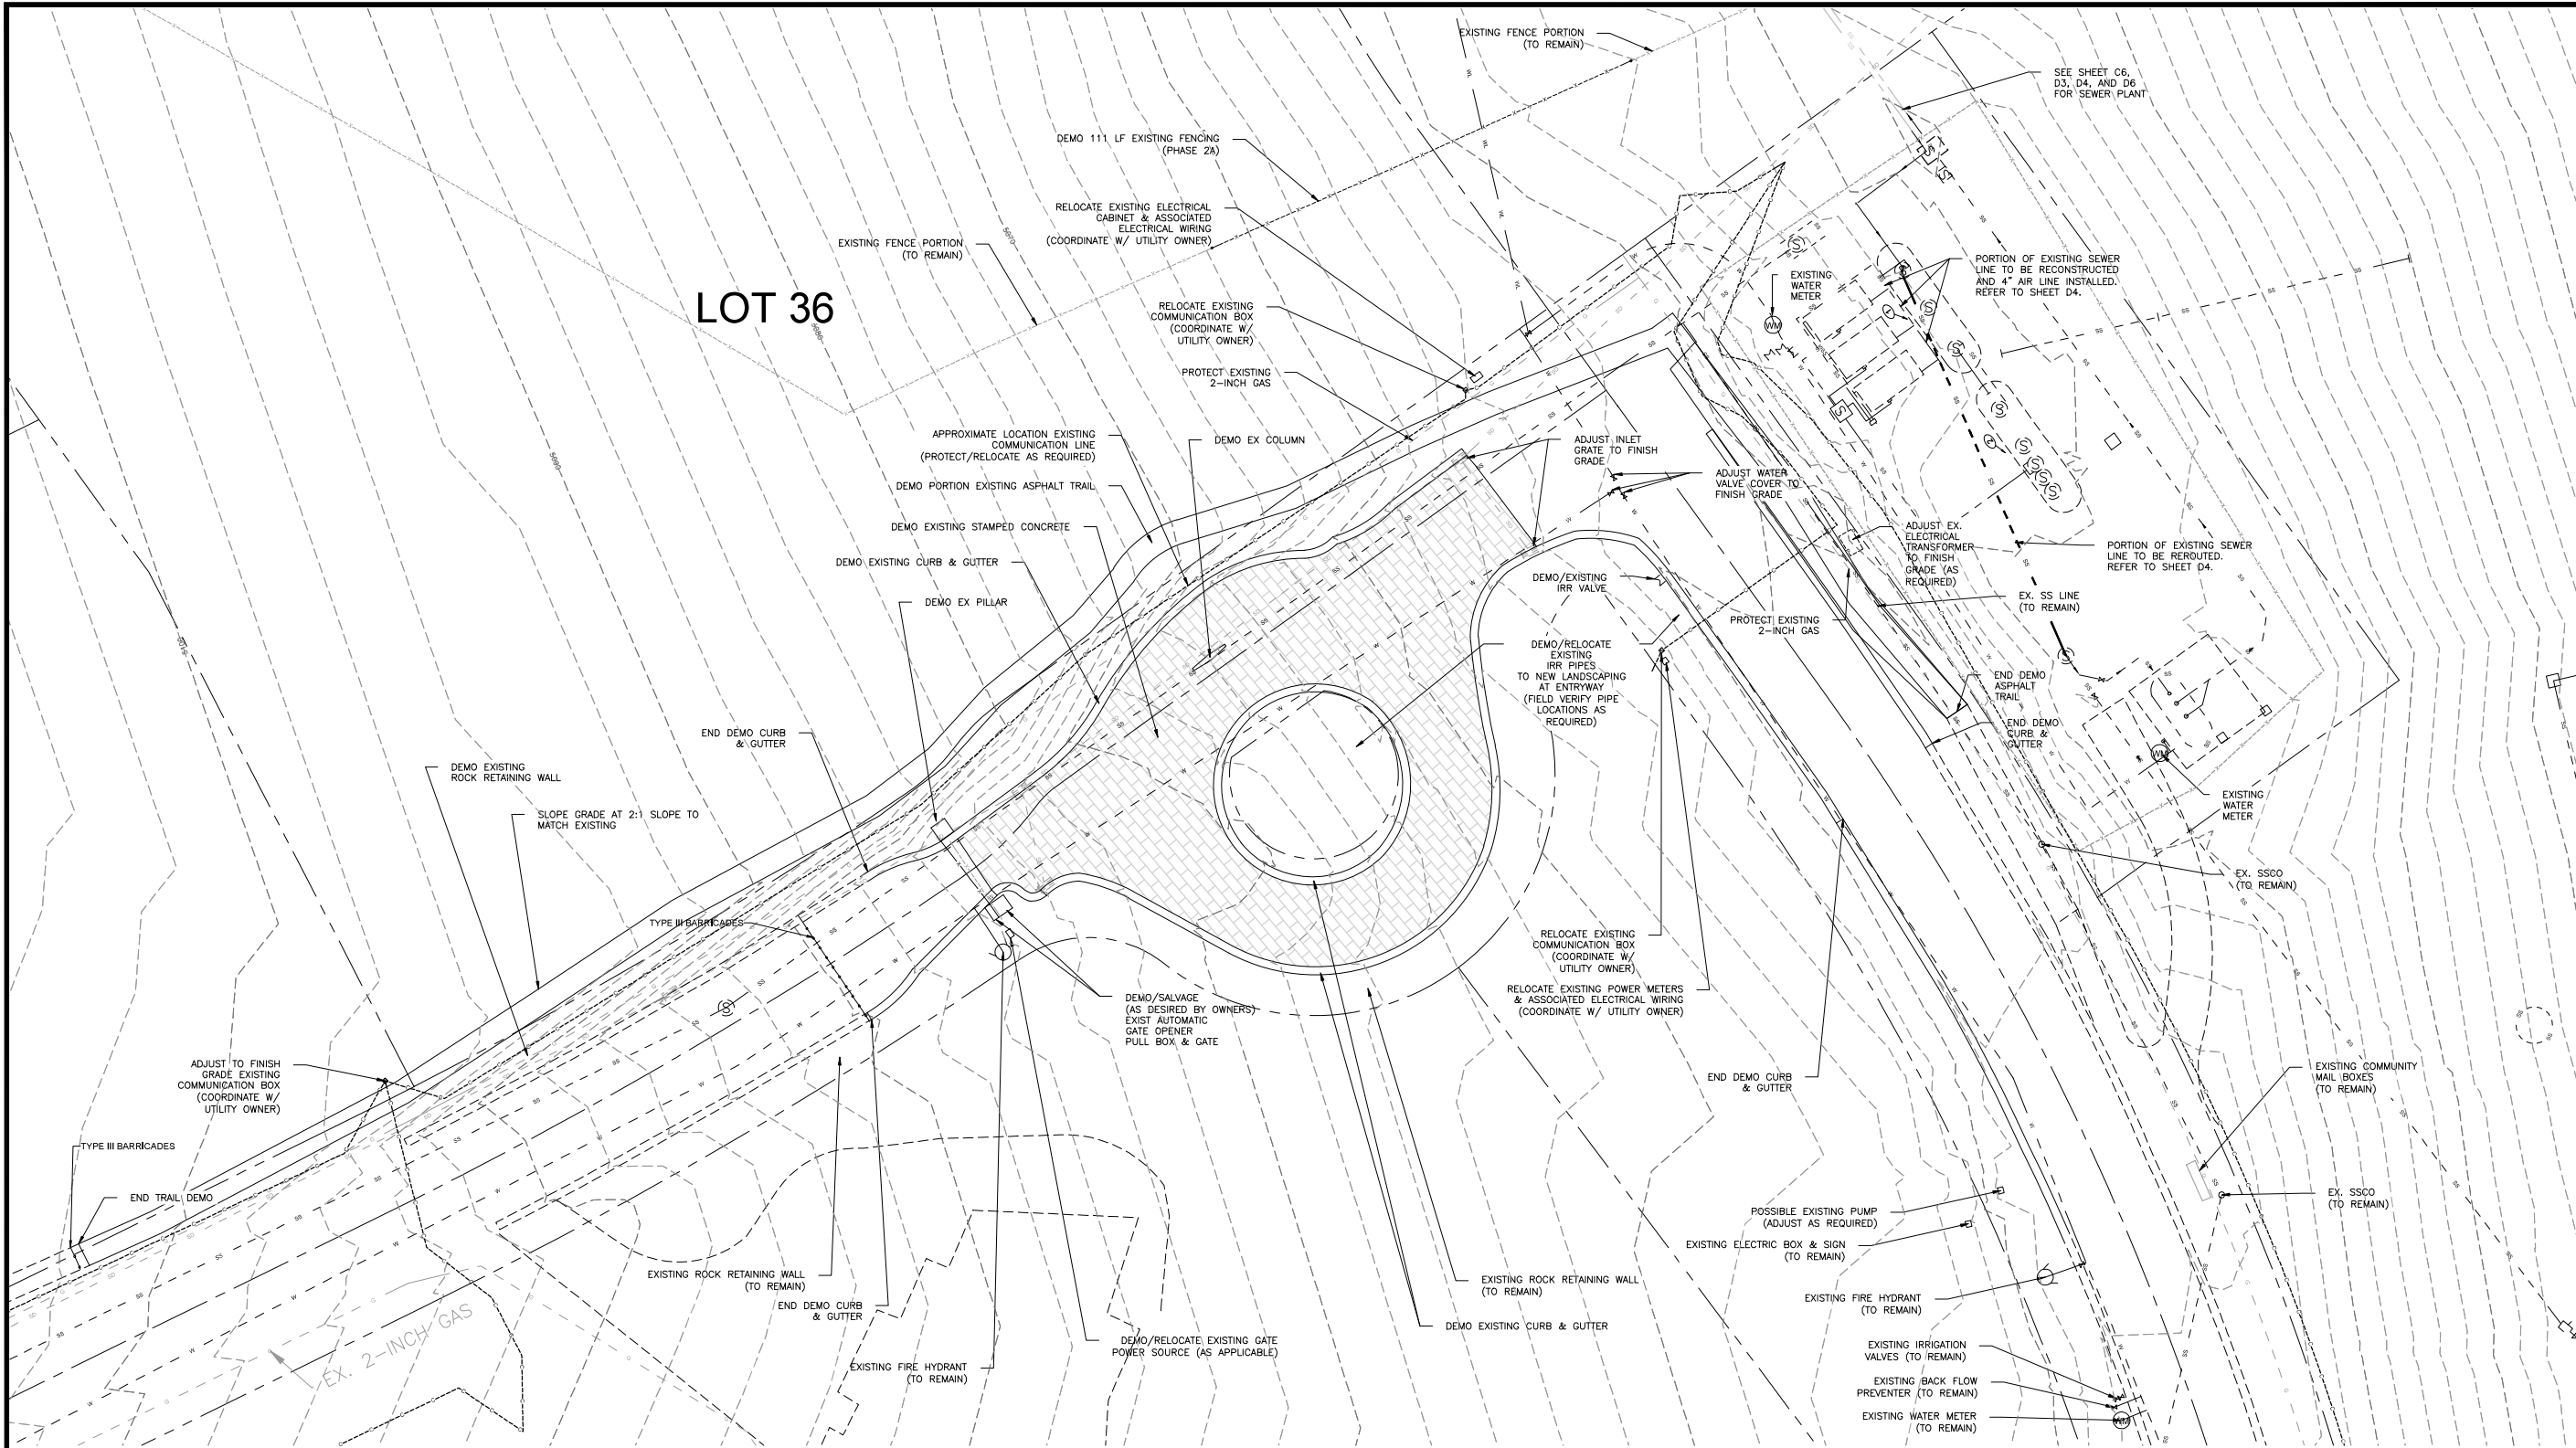 EXISTING FENCE PORTION
(TO REMAIN)
SEE SHEET C6,
D3, D4, AND D6
FOR SEWER PLANT
DEMO 111 LF EXISTING FENCING
(PHASE 2A)
RELOCATE EXISTING ELECTRICAL
CABINET & ASSOCIATED
ELECTRICAL WIRING
(COORDINATE W/ UTILITY OWNER)
EXISTING FENCE PORTION
(TO REMAIN)
LOT 36
EXISTING
WATER
METER
WM
PORTION OF EXISTING SEWER
LINE TO BE RECONSTRUCTED
AND 4" AIR LINE INSTALLED.
REFER TO SHEET D4.
RELOCATE EXISTING
COMMUNICATION BOX
(COORDINATE W/
UTILITY OWNER)
PROTECT EXISTING
2-INCH GAS
APPROXIMATE LOCATION EXISTING
COMMUNICATION LINE
(PROTECT/RELOCATE AS REQUIRED)
DEMO EX COLUMN
ADJUST INLET
GRATE TO FINISH
GRADE
ADJUST WATER
VALVE COVER TO
FINISH GRADE
DEMO PORTION EXISTING ASPHALT TRAIL
DEMO EXISTING STAMPED CONCRETE
DEMO EXISTING CURB & GUTTER
DEMO EX PILLAR
DEMO/EXISTING
IRR VALVE
ADJUST EX.
ELECTRICAL
TRANSFORMER
TO FINISH
GRADE (AS
REQUIRED)
PORTION OF EXISTING SEWER
LINE TO BE REROUTED.
REFER TO SHEET D4.
EX. SS LINE
(TO REMAIN)
PROTECT EXISTING
2-INCH GAS
DEMO/RELOCATE
EXISTING
IRR PIPES
TO NEW LANDSCAPING
AT ENTRYWAY
(FIELD VERIFY PIPE
LOCATIONS AS
REQUIRED)
END DEMO
ASPHALT
TRAIL
END DEMO
CURB &
GUTTER
END DEMO CURB
& GUTTER
DEMO EXISTING
ROCK RETAINING WALL
SLOPE GRADE AT 2:1 SLOPE TO
MATCH EXISTING
WM
EXISTING
WATER
METER
EX. SSCO
(TO REMAIN)
TYPE III BARRICADES
RELOCATE EXISTING
COMMUNICATION BOX
(COORDINATE W/
UTILITY OWNER)
RELOCATE EXISTING POWER METERS
& ASSOCIATED ELECTRICAL WIRING
(COORDINATE W/ UTILITY OWNER)
DEMO/SALVAGE
(AS DESIRED BY OWNERS)
EXIST AUTOMATIC
GATE OPENER
PULL BOX & GATE
ADJUST TO FINISH
GRADE EXISTING
COMMUNICATION BOX
(COORDINATE W/
UTILITY OWNER)
END DEMO CURB
& GUTTER
EXISTING COMMUNITY
MAIL BOXES
(TO REMAIN)
TYPE III BARRICADES
END TRAIL DEMO
EX. SSCO
(TO REMAIN)
POSSIBLE EXISTING PUMP
(ADJUST AS REQUIRED)
EXISTING ELECTRIC BOX & SIGN
(TO REMAIN)
EXISTING ROCK RETAINING WALL
(TO REMAIN)
EXISTING ROCK RETAINING WALL
(TO REMAIN)
END DEMO CURB
& GUTTER
EXISTING FIRE HYDRANT
(TO REMAIN)
DEMO EXISTING CURB & GUTTER
DEMO/RELOCATE EXISTING GATE
POWER SOURCE (AS APPLICABLE)
EX. 2-INCH GAS
EXISTING FIRE HYDRANT
(TO REMAIN)
EXISTING IRRIGATION
VALVES (TO REMAIN)
EXISTING BACK FLOW
PREVENTER (TO REMAIN)
EXISTING WATER METER
(TO REMAIN)
WM